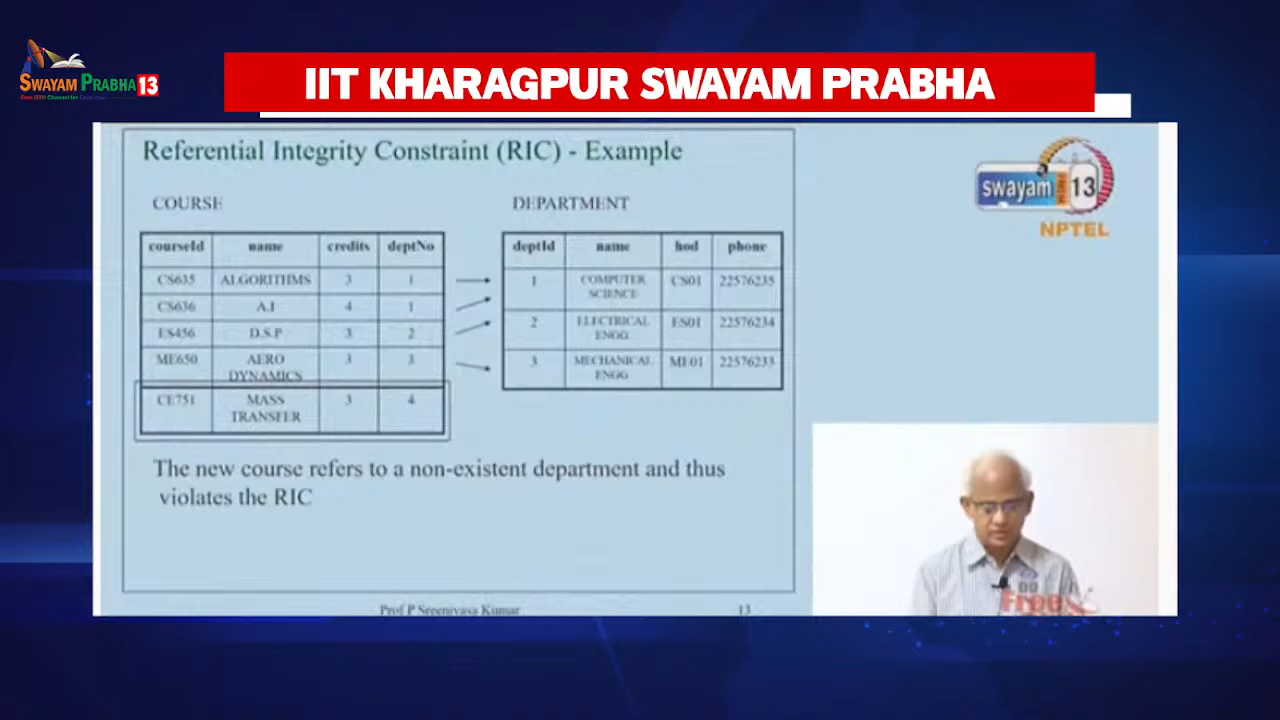 SWAYAM PRABHA 13
IIT KHARAGPUR SWAYAM PRABHA
Referential Integrity Constraint (RIC) - Example
swayam 13
NPTEL
COURSE
DEPARTMENT
courseId name credits deptNo
CS635 ALGORITHMS 3 1
CS636 A.I 4 1
ES456 D.S.P 3 2
ME650 AERO DYNAMICS 3 3
CE751 MASS TRANSFER 3 4
deptId name hod phone
1 COMPUTER SCIENCE CS01 22576235
2 ELECTRICAL ENGG. ES01 22576234
3 MECHANICAL ENGG. ME01 22576233
The new course refers to a non-existent department and thus
violates the RIC
Prof P Sreenivasa Kumar
13
free